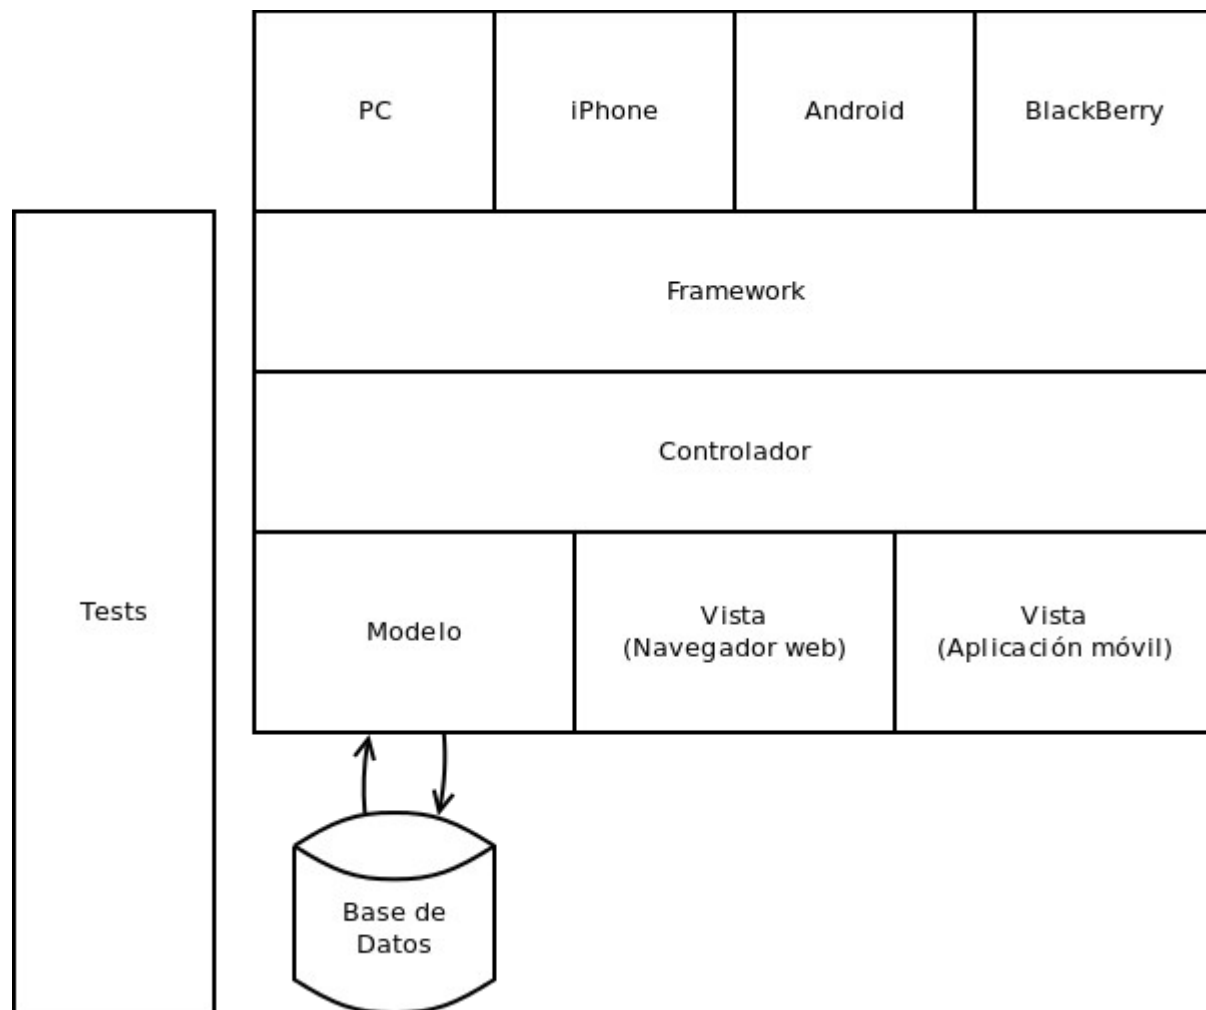 PC
iPhone
Android
BlackBerry
Framework
Controlador
Tests
Modelo
Vista
(Navegador web)
Vista
(Aplicación móvil)
Base de
Datos